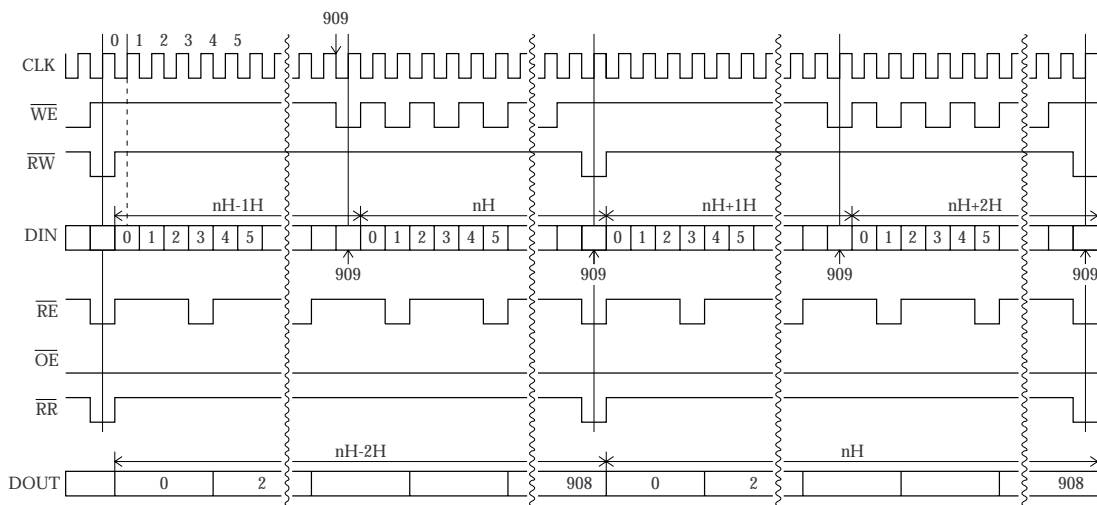 909
0 1 2 3 4 5
CLK
WE
RW
nH-1H nH nH+1H nH+2H
DIN 0 1 2 3 4 5 0 1 2 3 4 5 0 1 2 3 4 5 0 1 2 3 4 5
909 909 909 909
RE
OE
RR
nH-2H nH
DOUT 0 2 908 0 2 908